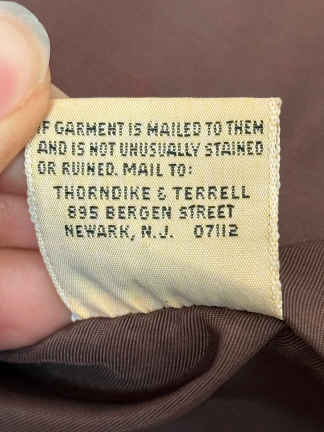 IF GARMENT IS MAILED TO THEM
AND IS NOT UNUSUALLY STAINED
OR RUINED. MAIL TO:
THORNDIKE & TERRELL
895 BERGEN STREET
NEWARK, N.J. 07112